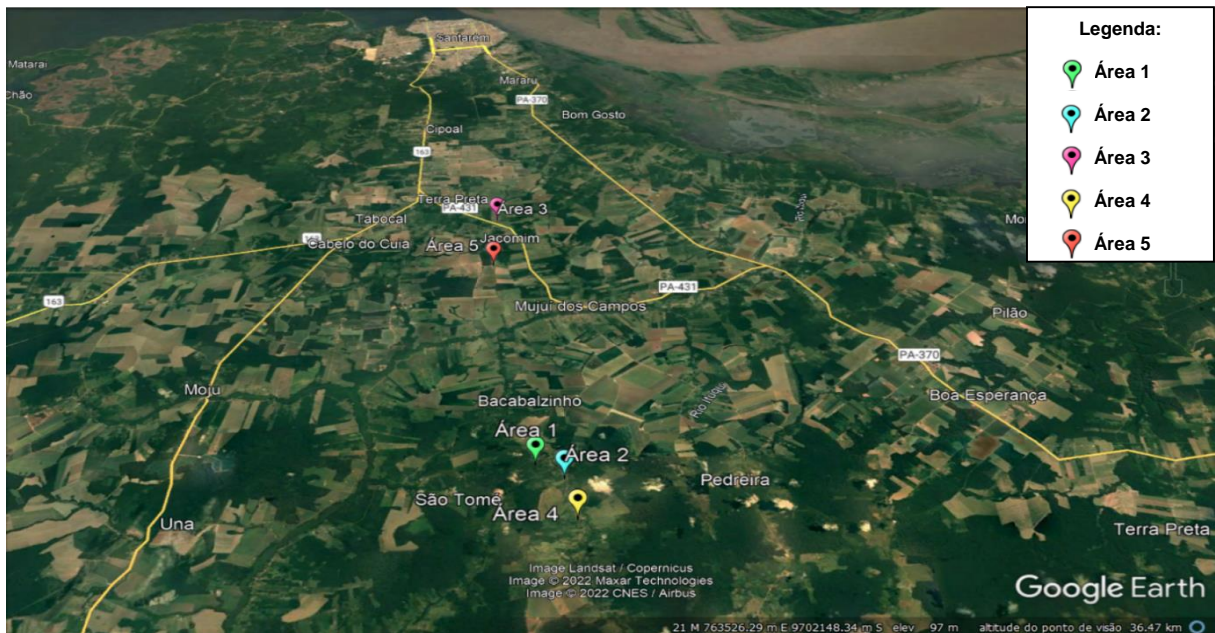 Santarém
Matarai
Chão
Mararu
PA-370
Bom Gosto
Cipoal
163
Terra Preta
PA-431
Área 3
Tabocal
163
Cabelo do Cuiá
Jacomim
Área 5
163
PA-431
Mujuí dos Campos
Pilão
PA-370
Boa Esperança
Moju
Bacabalzinho
Área 1
Área 2
Pedreira
São Tomé
Área 4
Una
Terra Preta
Image Landsat / Copernicus
Image © 2022 Maxar Technologies
Image © 2022 CNES / Airbus
Google Earth
21 M 763526.29 m E 9702148.34 m S elev 97 m altitude do ponto de visão 36.47 km
Legenda:
Área 1
Área 2
Área 3
Área 4
Área 5